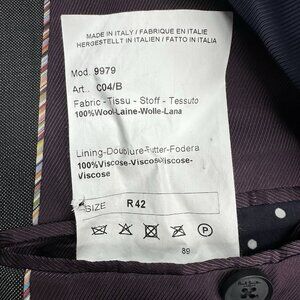 MADE IN ITALY / FABRIQUE EN ITALIE
HERGESTELLT IN ITALIEN / FATTO IN ITALIA
Mod. 9979
Art.. C04/B
Fabric - Tissu - Stoff - Tessuto
100%Wool-Laine-Wolle-Lana
Lining-Doublure-Futter-Fodera
100%Viscose-Viscose-Viscose-
Viscose
SIZE R42
89